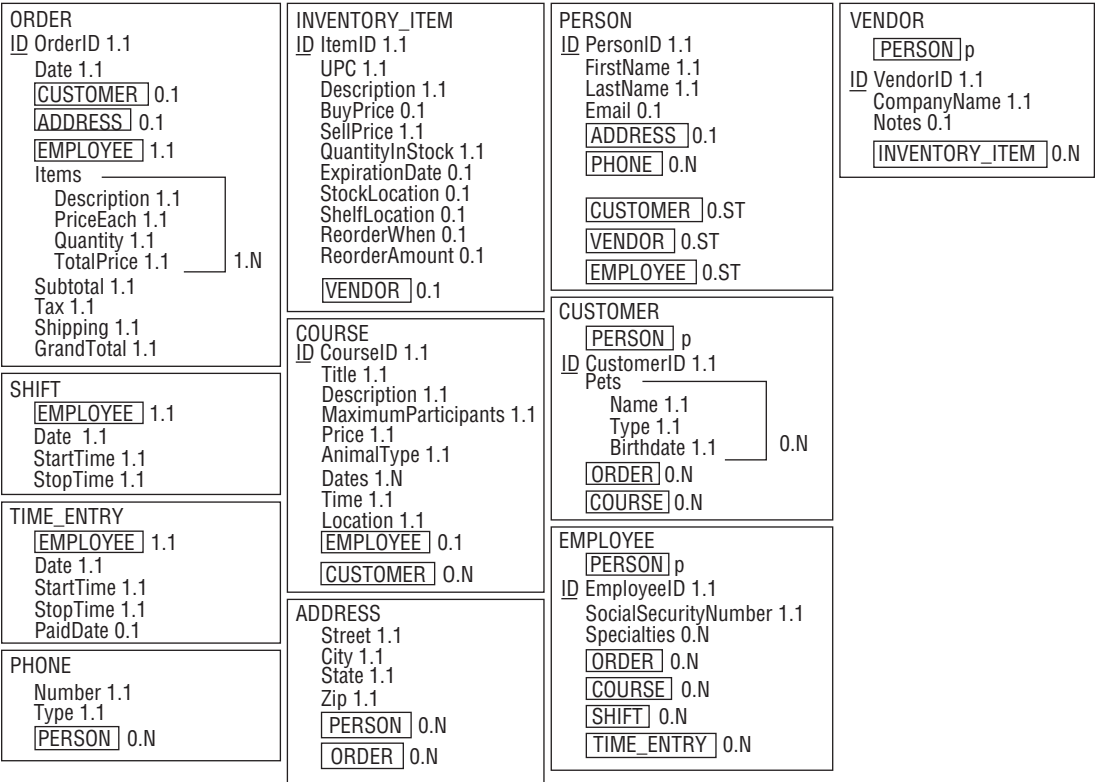 ORDER
ID OrderID 1.1
Date 1.1
CUSTOMER 0.1
ADDRESS 0.1
EMPLOYEE 1.1
Items
Description 1.1
PriceEach 1.1
Quantity 1.1
TotalPrice 1.1 1.N
Subtotal 1.1
Tax 1.1
Shipping 1.1
GrandTotal 1.1
SHIFT
EMPLOYEE 1.1
Date 1.1
StartTime 1.1
StopTime 1.1
TIME_ENTRY
EMPLOYEE 1.1
Date 1.1
StartTime 1.1
StopTime 1.1
PaidDate 0.1
PHONE
Number 1.1
Type 1.1
PERSON 0.N
INVENTORY_ITEM
ID ItemID 1.1
UPC 1.1
Description 1.1
BuyPrice 0.1
SellPrice 1.1
QuantityInStock 1.1
ExpirationDate 0.1
StockLocation 0.1
ShelfLocation 0.1
ReorderWhen 0.1
ReorderAmount 0.1
VENDOR 0.1
COURSE
ID CourseID 1.1
Title 1.1
Description 1.1
MaximumParticipants 1.1
Price 1.1
AnimalType 1.1
Dates 1.N
Time 1.1
Location 1.1
EMPLOYEE 0.1
CUSTOMER 0.N
ADDRESS
Street 1.1
City 1.1
State 1.1
Zip 1.1
PERSON 0.N
ORDER 0.N
PERSON
ID PersonID 1.1
FirstName 1.1
LastName 1.1
Email 0.1
ADDRESS 0.1
PHONE 0.N
CUSTOMER 0.ST
VENDOR 0.ST
EMPLOYEE 0.ST
CUSTOMER
PERSON p
ID CustomerID 1.1
Pets
Name 1.1
Type 1.1
Birthdate 1.1 0.N
ORDER 0.N
COURSE 0.N
EMPLOYEE
PERSON p
ID EmployeeID 1.1
SocialSecurityNumber 1.1
Specialties 0.N
ORDER 0.N
COURSE 0.N
SHIFT 0.N
TIME_ENTRY 0.N
VENDOR
PERSON p
ID VendorID 1.1
CompanyName 1.1
Notes 0.1
INVENTORY_ITEM 0.N